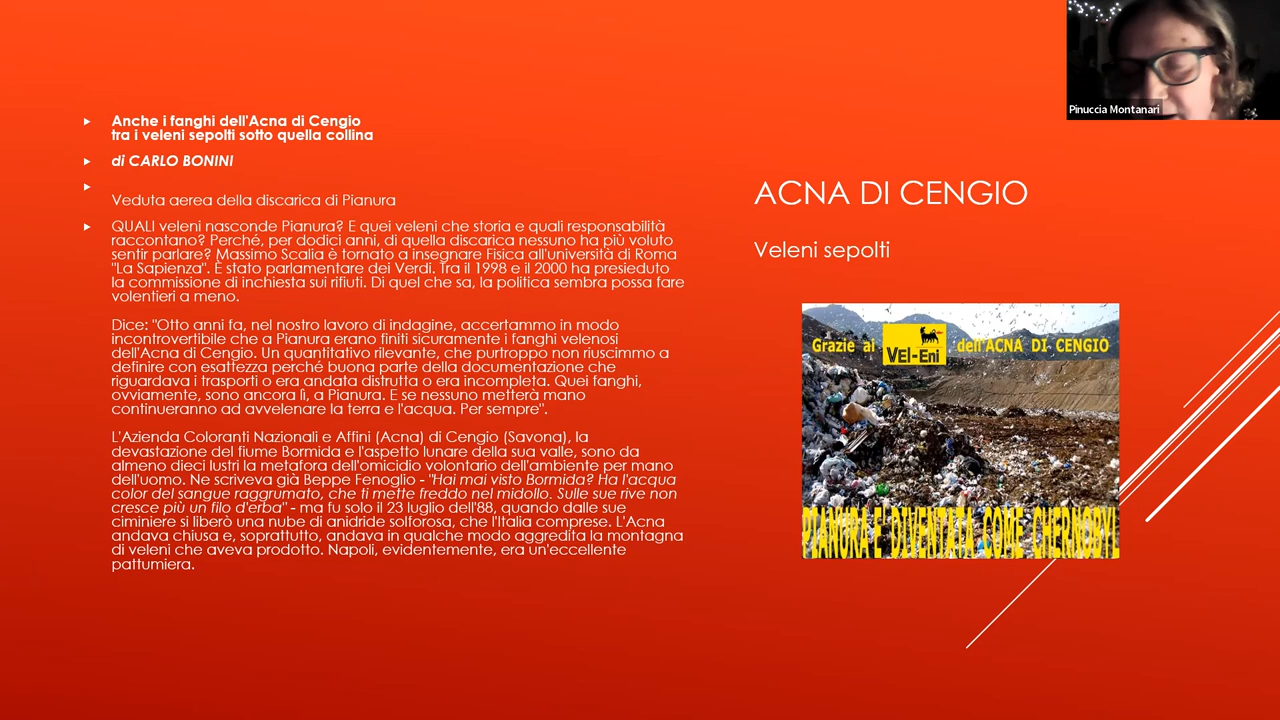 Anche i fanghi dell'Acna di Cengio
tra i veleni sepolti sotto quella collina
di CARLO BONINI
Veduta aerea della discarica di Pianura
QUALI veleni nasconde Pianura? E quei veleni che storia e quali responsabilità
raccontano? Perché, per dodici anni, di quella discarica nessuno ha più voluto
sentir parlare? Massimo Scalia è tornato a insegnare Fisica all'università di Roma
"La Sapienza". È stato parlamentare dei Verdi. Tra il 1998 e il 2000 ha presieduto
la commissione di inchiesta sui rifiuti. Di quel che sa, la politica sembra possa fare
volentieri a meno.
Dice: "Otto anni fa, nel nostro lavoro di indagine, accertammo in modo
incontrovertibile che a Pianura erano finiti sicuramente i fanghi velenosi
dell'Acna di Cengio. Un quantitativo rilevante, che purtroppo non riuscimmo a
definire con esattezza perché buona parte della documentazione che
riguardava i trasporti o era andata distrutta o era incompleta. Quei fanghi,
ovviamente, sono ancora lì, a Pianura. E se nessuno metterà mano
continueranno ad avvelenare la terra e l'acqua. Per sempre".
L'Azienda Coloranti Nazionali e Affini (Acna) di Cengio (Savona), la
devastazione del fiume Bormida e l'aspetto lunare della sua valle, sono da
almeno dieci lustri la metafora dell'omicidio volontario dell'ambiente per mano
dell'uomo. Ne scriveva già Beppe Fenoglio - "Hai mai visto Bormida? Ha l'acqua
color del sangue raggrumato, che ti mette freddo nel midollo. Sulle sue rive non
cresce più un filo d'erba" - ma fu solo il 23 luglio dell'88, quando dalle sue
ciminiere si liberò una nube di anidride solforosa, che l'Italia comprese. L'Acna
andava chiusa e, soprattutto, andava in qualche modo aggredita la montagna
di veleni che aveva prodotto. Napoli, evidentemente, era un'eccellente
pattumiera.
ACNA DI CENGIO
Veleni sepolti
Grazie al VEL-Eni dell'ACNA DI CENGIO
PIANURA E' DIVENTATA COME CHERNOBYL
Pinuccia Montanari